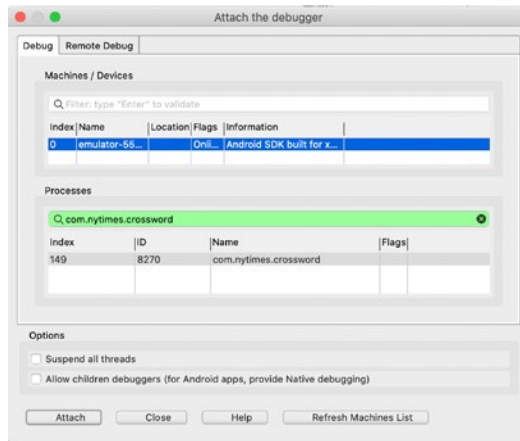 Attach the debugger
Debug Remote Debug
Machines / Devices
Filter: type "Enter" to validate
Index Name Location Flags Information
0 emulator-55... Onli... Android SDK built for x...
Processes
com.nytimes.crossword
Index ID Name Flags
149 8270 com.nytimes.crossword
Options
Suspend all threads
Allow children debuggers (for Android apps, provide Native debugging)
Attach Close Help Refresh Machines List